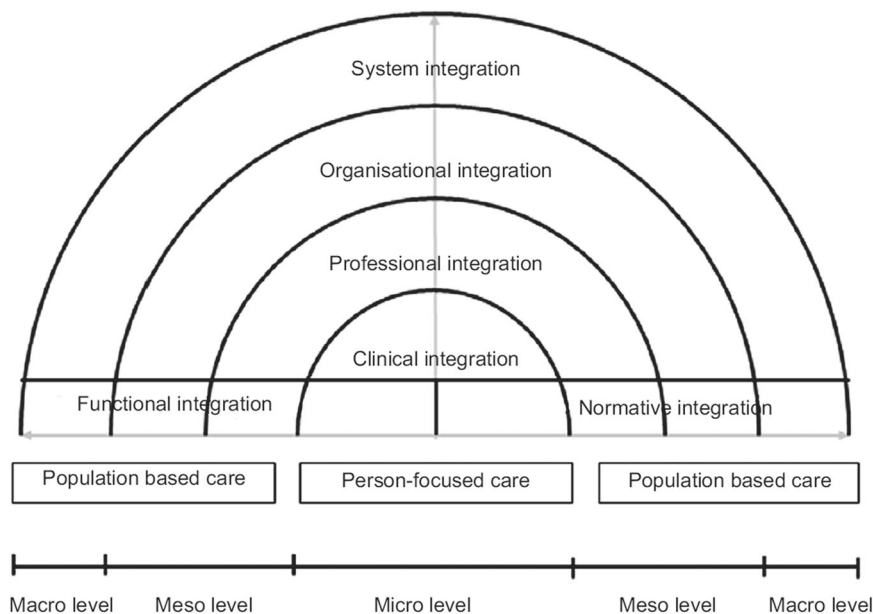 System integration
Organisational integration
Professional integration
Clinical integration
Functional integration
Normative integration
Population based care
Person-focused care
Population based care
Macro level
Meso level
Micro level
Meso level
Macro level